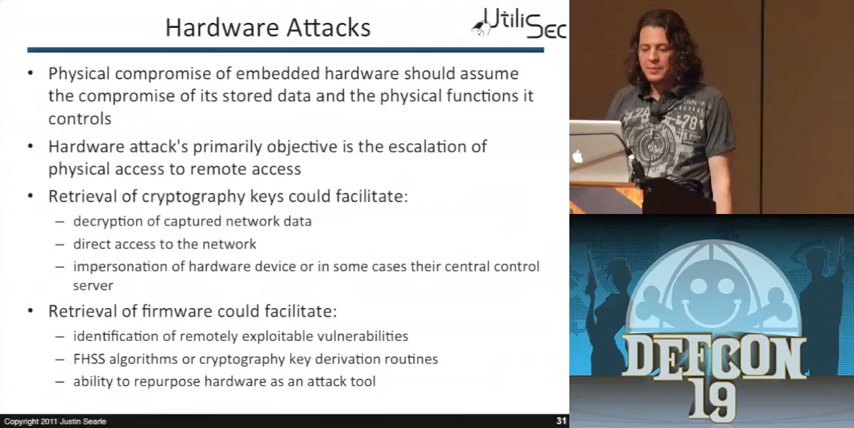 Hardware Attacks
UtiliSec
• Physical compromise of embedded hardware should assume
the compromise of its stored data and the physical functions it
controls
• Hardware attack's primarily objective is the escalation of
physical access to remote access
• Retrieval of cryptography keys could facilitate:
– decryption of captured network data
– direct access to the network
– impersonation of hardware device or in some cases their central control
server
• Retrieval of firmware could facilitate:
– identification of remotely exploitable vulnerabilities
– FHSS algorithms or cryptography key derivation routines
– ability to repurpose hardware as an attack tool
Copyright 2011 Justin Searle
31
DEFCON
19